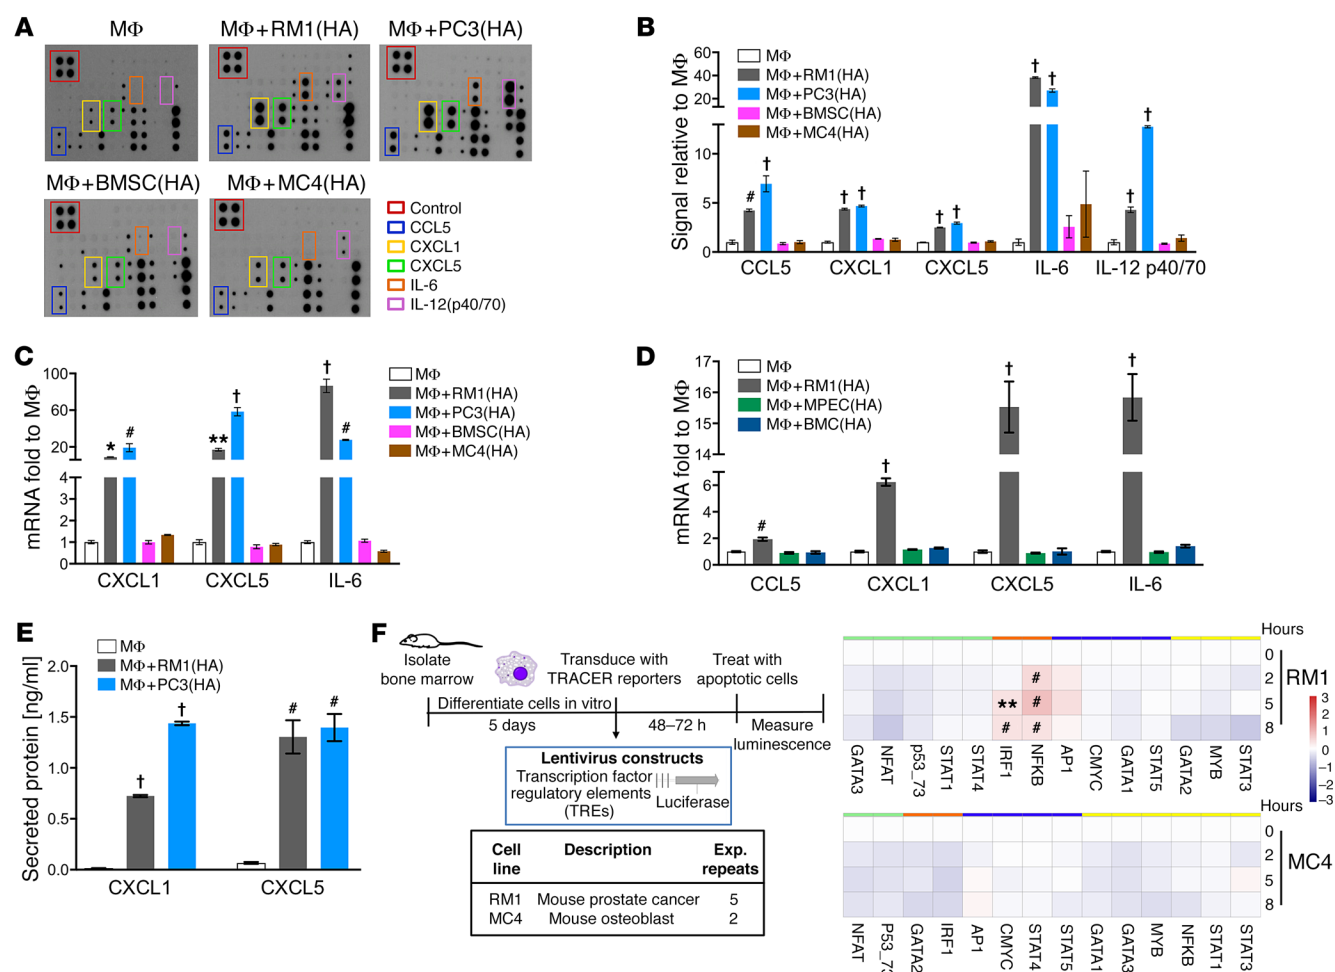 A
MΦ
MΦ+RM1(HA)
MΦ+PC3(HA)
MΦ+BMSC(HA)
MΦ+MC4(HA)
Control
CCL5
CXCL1
CXCL5
IL-6
IL-12(p40/70)
B
Signal relative to MΦ
60
40
20
10
5
0
MΦ
MΦ+RM1(HA)
MΦ+PC3(HA)
MΦ+BMSC(HA)
MΦ+MC4(HA)
# † † † † † † † † †
CCL5 CXCL1 CXCL5 IL-6 IL-12 p40/70
C
mRNA fold to MΦ
100
60
20
4
3
2
1
0
* # ** † † #
MΦ
MΦ+RM1(HA)
MΦ+PC3(HA)
MΦ+BMSC(HA)
MΦ+MC4(HA)
CXCL1 CXCL5 IL-6
D
mRNA fold to MΦ
17
16
15
14
6
4
2
0
MΦ
MΦ+RM1(HA)
MΦ+MPEC(HA)
MΦ+BMC(HA)
# † † †
CCL5 CXCL1 CXCL5 IL-6
E
Secreted protein [ng/ml]
2.0
1.5
1.0
0.5
0.0
MΦ
MΦ+RM1(HA)
MΦ+PC3(HA)
† † # #
CXCL1 CXCL5
F
Isolate
bone marrow
Transduce with
TRACER reporters
Treat with
apoptotic cells
Differentiate cells in vitro
5 days
48–72 h
Measure
luminescence
Lentivirus constructs
Transcription factor
regulatory elements
(TREs)
Luciferase
Cell line Description Exp. repeats
RM1 Mouse prostate cancer 5
MC4 Mouse osteoblast 2
Hours
0
2
5
8
RM1
#
** #
# #
GATA3 NFAT p53_73 STAT1 STAT4 IRF1 NFKB AP1 CMYC GATA1 STAT5 GATA2 MYB STAT3
3
2
1
0
–1
–2
–3
Hours
0
2
5
8
MC4
NFAT P53_73 GATA2 IRF1 AP1 CMYC STAT4 STAT5 GATA1 GATA3 MYB NFKB STAT1 STAT3